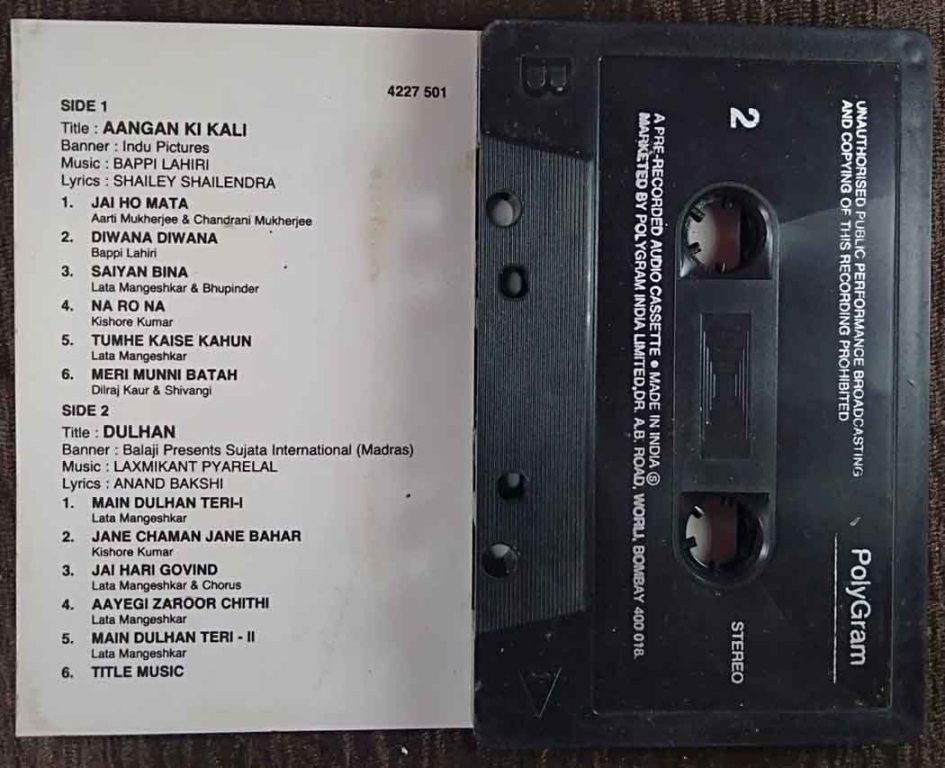 4227 501
SIDE 1
Title : AANGAN KI KALI
Banner : Indu Pictures
Music : BAPPI LAHIRI
Lyrics : SHAILEY SHAILENDRA
1. JAI HO MATA
Aarti Mukherjee & Chandrani Mukherjee
2. DIWANA DIWANA
Bappi Lahiri
3. SAIYAN BINA
Lata Mangeshkar & Bhupinder
4. NA RO NA
Kishore Kumar
5. TUMHE KAISE KAHUN
Lata Mangeshkar
6. MERI MUNNI BATAH
Dilraj Kaur & Shivangi
SIDE 2
Title : DULHAN
Banner : Balaji Presents Sujata International (Madras)
Music : LAXMIKANT PYARELAL
Lyrics : ANAND BAKSHI
1. MAIN DULHAN TERI-I
Lata Mangeshkar
2. JANE CHAMAN JANE BAHAR
Kishore Kumar
3. JAI HARI GOVIND
Lata Mangeshkar & Chorus
4. AAYEGI ZAROOR CHITHI
Lata Mangeshkar
5. MAIN DULHAN TERI - II
Lata Mangeshkar
6. TITLE MUSIC
B
UNAUTHORISED PUBLIC PERFORMANCE BROADCASTING
AND COPYING OF THIS RECORDING PROHIBITED
2
A PRE-RECORDED AUDIO CASSETTE ● MADE IN INDIA Ⓢ
MARKETED BY POLYGRAM INDIA LIMITED,DR. A.B. ROAD, WORLI, BOMBAY 400 018.
STEREO
PolyGram